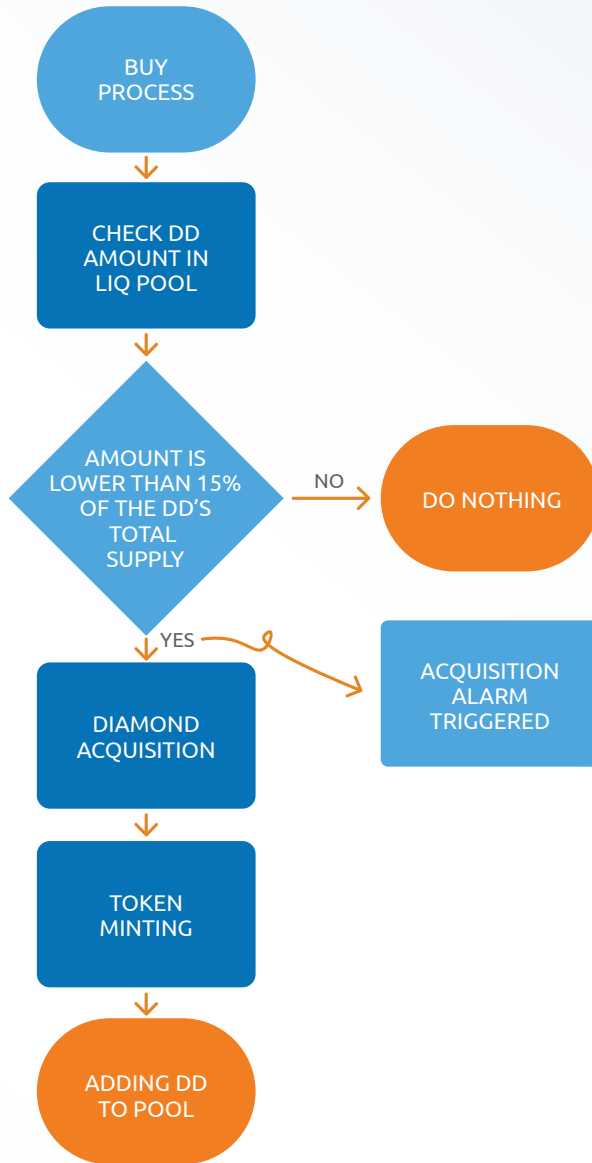 BUY
PROCESS
CHECK DD
AMOUNT IN
LIQ POOL
AMOUNT IS
LOWER THAN 15%
OF THE DD’S
TOTAL
SUPPLY
NO
DO NOTHING
YES
ACQUISITION
ALARM
TRIGGERED
DIAMOND
ACQUISITION
TOKEN
MINTING
ADDING DD
TO POOL